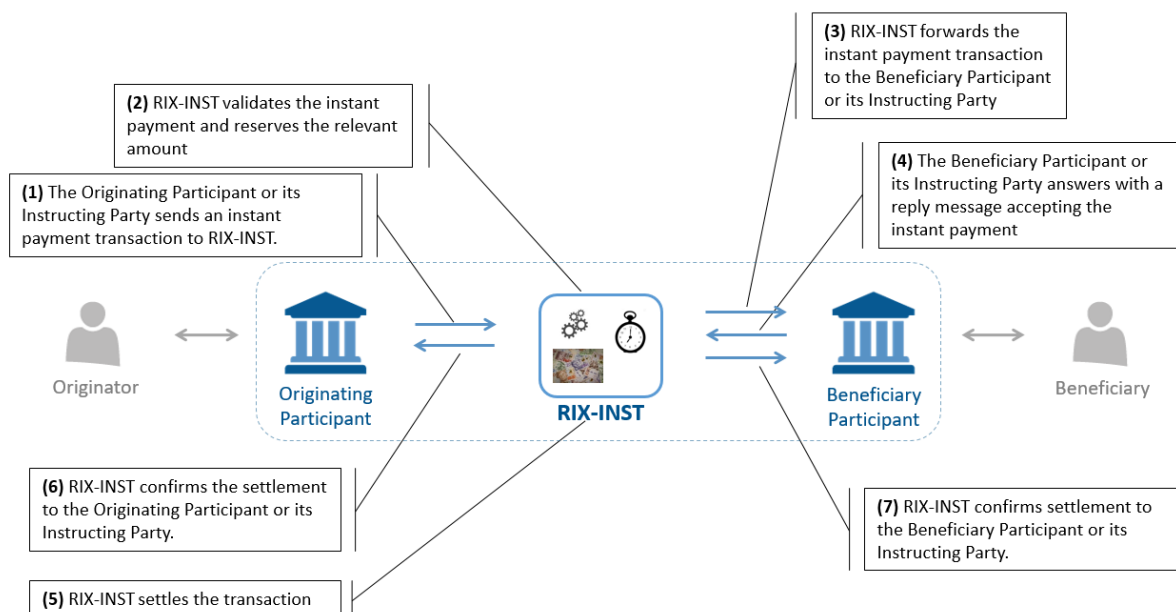 (3) RIX-INST forwards the
instant payment transaction
to the Beneficiary Participant
or its Instructing Party
(2) RIX-INST validates the instant
payment and reserves the relevant
amount
(4) The Beneficiary Participant or
its Instructing Party answers with a
reply message accepting the
instant payment
(1) The Originating Participant or its
Instructing Party sends an instant
payment transaction to RIX-INST.
Originator
Originating
Participant
RIX-INST
Beneficiary
Participant
Beneficiary
(6) RIX-INST confirms the settlement
to the Originating Participant or its
Instructing Party.
(7) RIX-INST confirms settlement to
the Beneficiary Participant or its
Instructing Party.
(5) RIX-INST settles the transaction